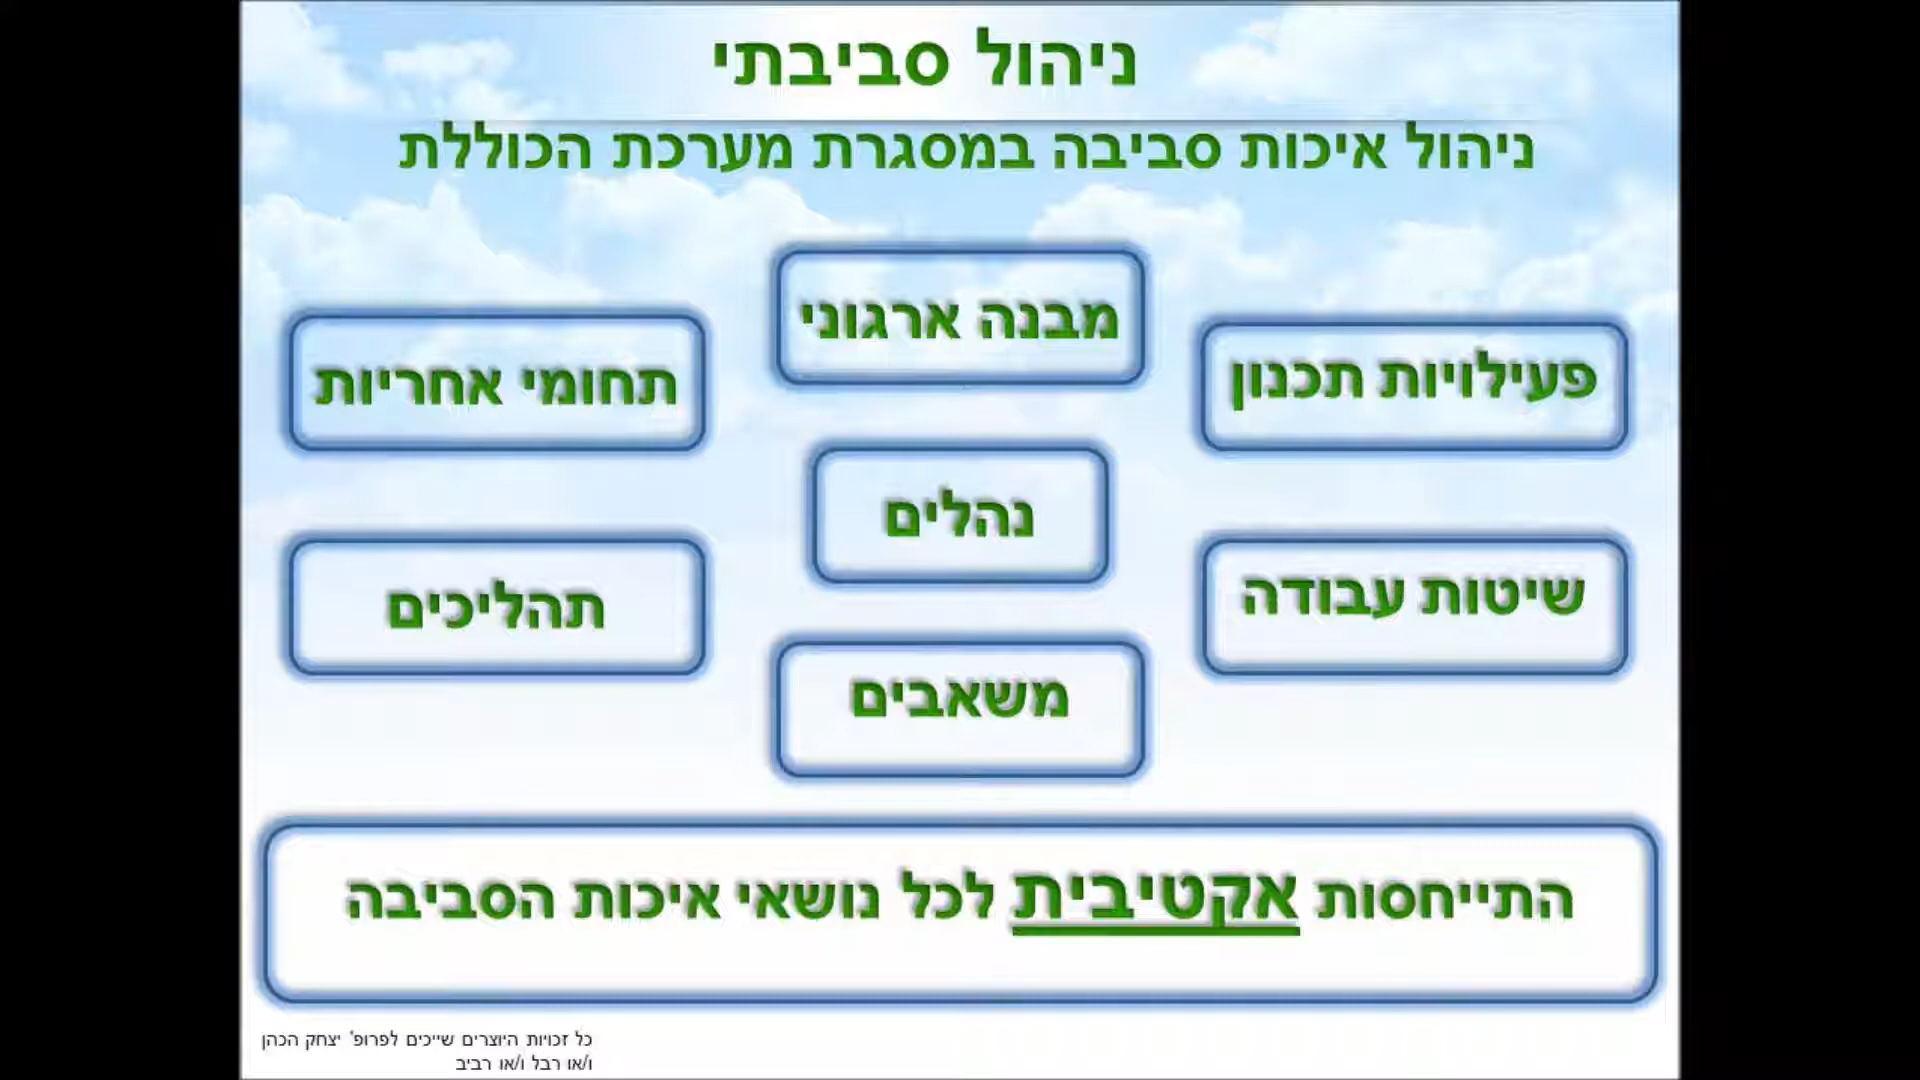 ניהול סביבתי
ניהול איכות סביבה במסגרת מערכת הכוללת
מבנה ארגוני
פעילויות תכנון
תחומי אחריות
נהלים
שיטות עבודה
תהליכים
משאבים
התייחסות אקטיבית לכל נושאי איכות הסביבה
כל זכויות היוצרים שייכים לפרופ' יצחק הכהן
ו/או רבל ו/או רביב